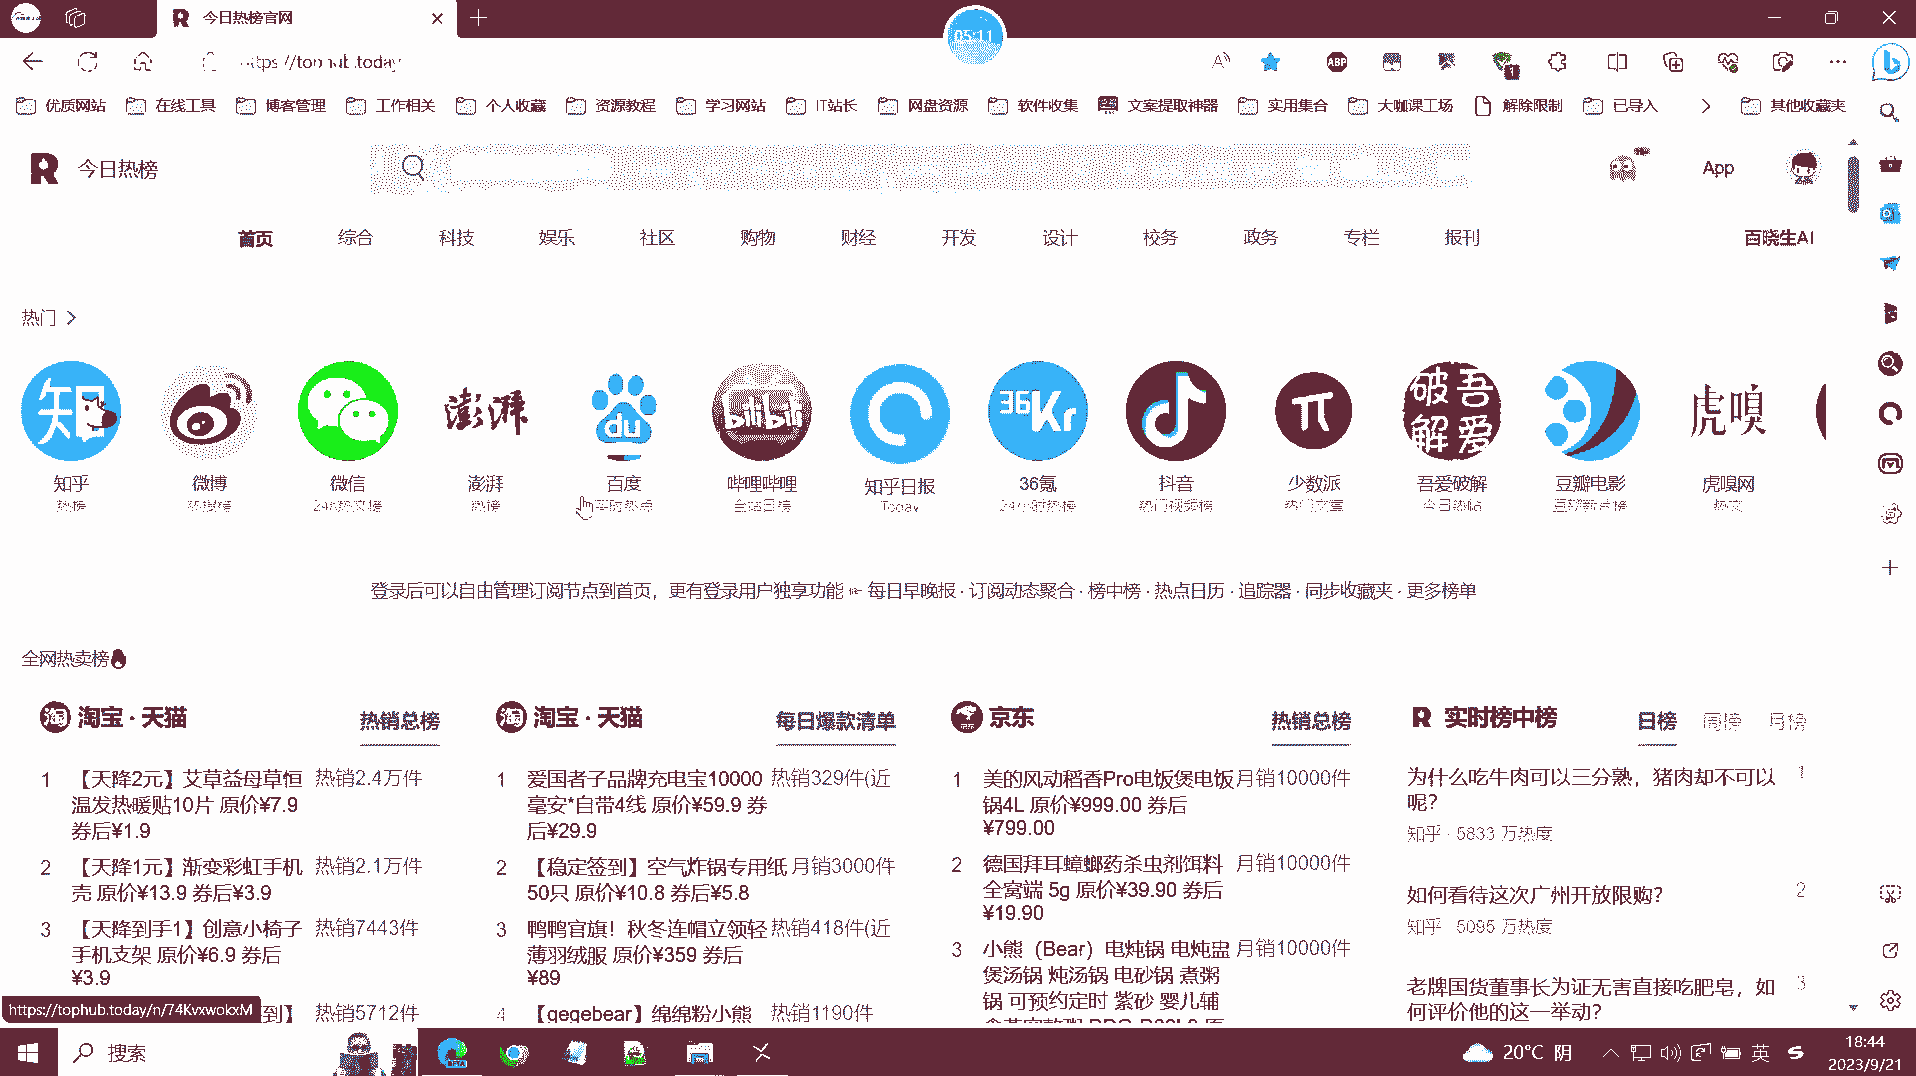 今日热榜官网
05:11
优质网站 在线工具 博客管理 工作相关 个人收藏 资源教程 学习网站 IT站长 网盘资源 软件收集 文案提取神器 实用集合 大咖课工场 解除限制 已导入 其他收藏夹
今日热榜
App
首页 综合 科技 娱乐 社区 购物 财经 开发 设计 校务 政务 专栏 报刊 百晓生AI
热门
知乎 微博 微信 澎湃 百度 哔哩哔哩 知乎日报 36氪 抖音 少数派 吾爱破解 豆瓣电影 虎嗅网
热榜 热搜榜 24h热文榜 热榜 实时热点 全站日榜 Today 24小时热榜 热门视频榜 热门文章 今日热帖 热文
登录后可以自由管理订阅节点到首页，更有登录用户独享功能 每日早晚报 · 订阅动态聚合 · 榜中榜 · 热点日历 · 追踪器 · 同步收藏夹 · 更多榜单
全网热卖榜
淘宝 · 天猫 热销总榜
1 【天降2元】艾草益母草恒 热销2.4万件
温发热暖贴10片 原价¥7.9
券后¥1.9
2 【天降1元】渐变彩虹手机 热销2.1万件
壳 原价¥13.9 券后¥3.9
3 【天降到手1】创意小椅子 热销7443件
手机支架 原价¥6.9 券后
¥3.9
到】 热销5712件
淘宝 · 天猫 每日爆款清单
1 爱国者子品牌充电宝10000 热销329件(近
毫安*自带4线 原价¥59.9 券
后¥29.9
2 【稳定签到】空气炸锅专用纸 月销3000件
50只 原价¥10.8 券后¥5.8
3 鸭鸭官旗！秋冬连帽立领轻 热销418件(近
薄羽绒服 原价¥359 券后
¥89
4 【gegebear】绵绵粉小熊 热销1190件
京东 热销总榜
1 美的风动稻香Pro电饭煲电饭 月销10000件
锅4L 原价¥999.00 券后
¥799.00
2 德国拜耳蟑螂药杀虫剂饵料 月销10000件
全窝端 5g 原价¥39.90 券后
¥19.90
3 小熊（Bear）电炖锅 电炖盅 月销10000件
煲汤锅 炖汤锅 电砂锅 煮粥
锅 可预约定时 紫砂 婴儿辅
实时榜中榜 日榜 周榜 月榜
为什么吃牛肉可以三分熟，猪肉却不可以 1
呢？
知乎 · 5833 万热度
如何看待这次广州开放限购？ 2
知乎 · 5095 万热度
老牌国货董事长为证无害直接吃肥皂，如 3
何评价他的这一举动？
https://tophub.today/n/74KvxwokxM
搜索
20°C 阴
英
18:44
2023/9/21